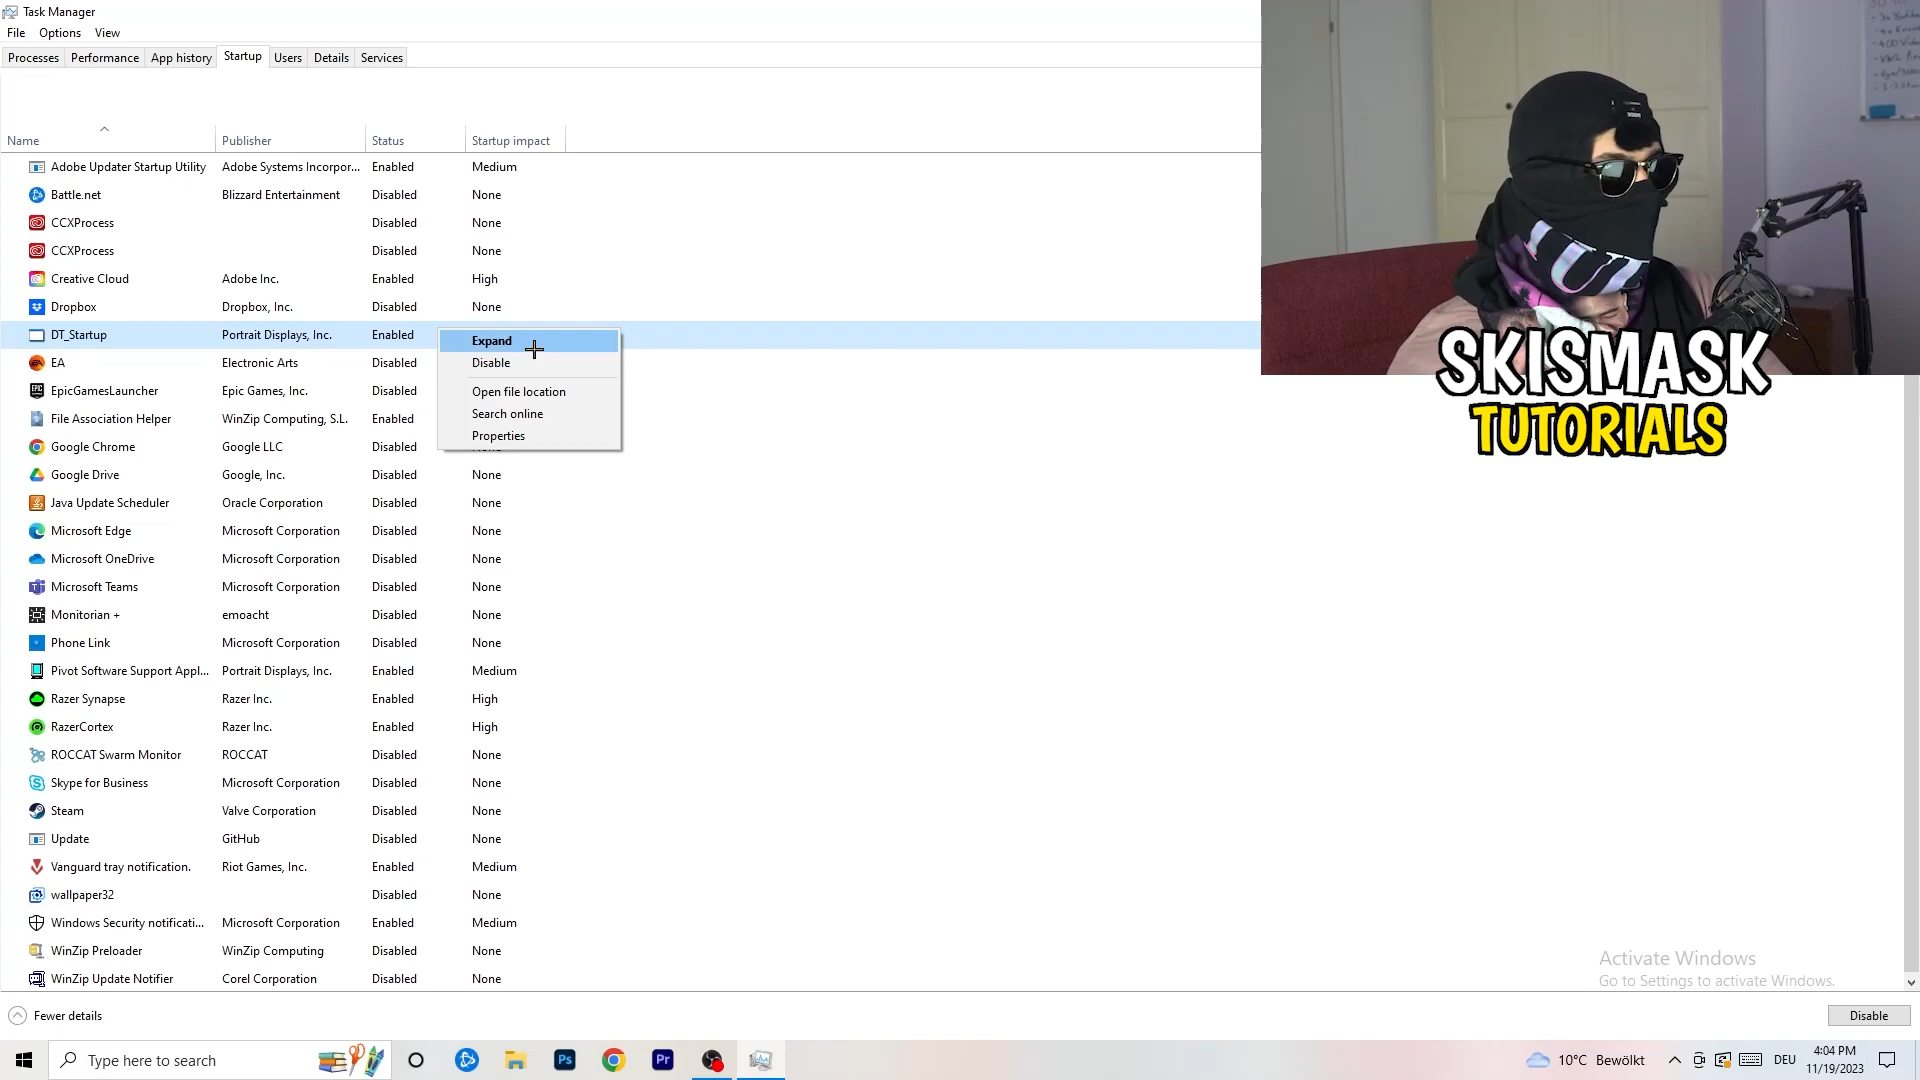 Task Manager
File Options View
Processes Performance App history Startup Users Details Services
Name Publisher Status Startup impact
Adobe Updater Startup Utility Adobe Systems Incorpor... Enabled Medium
Battle.net Blizzard Entertainment Disabled None
CCXProcess Disabled None
CCXProcess Disabled None
Creative Cloud Adobe Inc. Enabled High
Dropbox Dropbox, Inc. Disabled None
DT_Startup Portrait Displays, Inc. Enabled
Expand
EA Electronic Arts Disabled
Disable
EpicGamesLauncher Epic Games, Inc. Disabled
Open file location
File Association Helper WinZip Computing, S.L. Enabled
Search online
Properties
Google Chrome Google LLC Disabled
Google Drive Google, Inc. Disabled None
Java Update Scheduler Oracle Corporation Disabled None
Microsoft Edge Microsoft Corporation Disabled None
Microsoft OneDrive Microsoft Corporation Disabled None
Microsoft Teams Microsoft Corporation Disabled None
Monitorian + emoacht Disabled None
Phone Link Microsoft Corporation Disabled None
Pivot Software Support Appl... Portrait Displays, Inc. Enabled Medium
Razer Synapse Razer Inc. Enabled High
RazerCortex Razer Inc. Enabled High
ROCCAT Swarm Monitor ROCCAT Disabled None
Skype for Business Microsoft Corporation Disabled None
Steam Valve Corporation Disabled None
Update GitHub Disabled None
Vanguard tray notification. Riot Games, Inc. Enabled Medium
wallpaper32 Disabled None
Windows Security notificati... Microsoft Corporation Enabled Medium
WinZip Preloader WinZip Computing Disabled None
WinZip Update Notifier Corel Corporation Disabled None
SKISMASK
TUTORIALS
Activate Windows
Go to Settings to activate Windows.
Fewer details
Disable
Type here to search
Ps
Pr
10°C Bewölkt
DEU
4:04 PM
11/19/2023